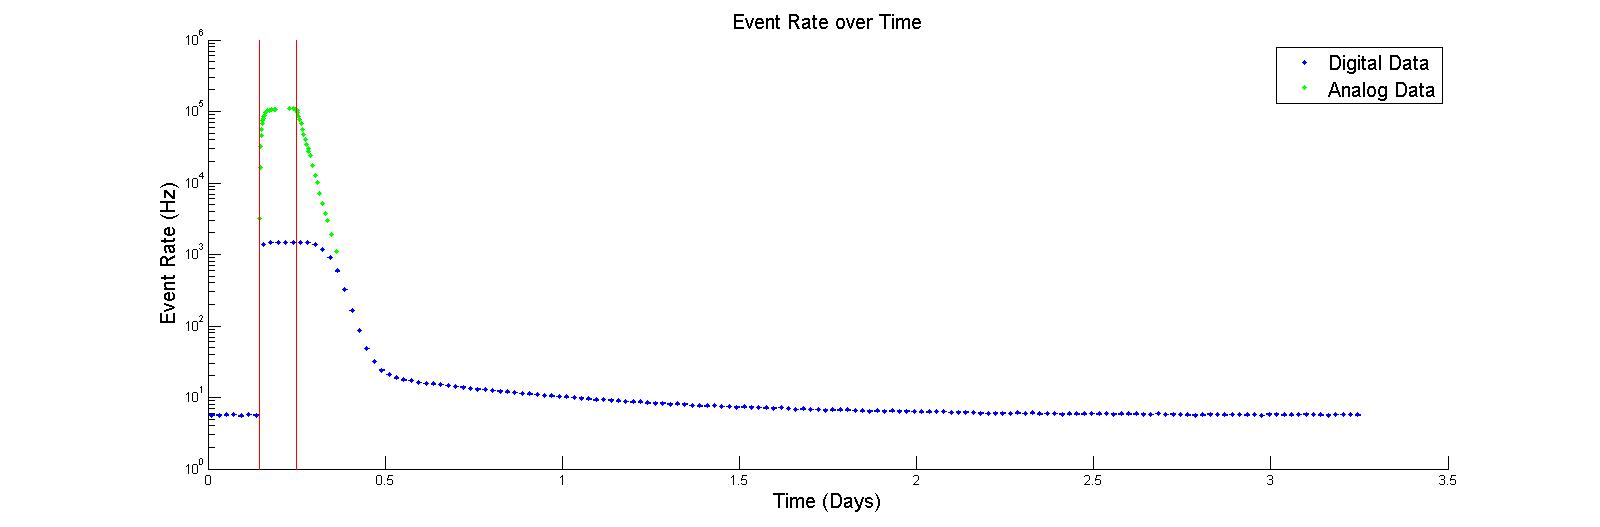 Event Rate over Time
Digital Data
Analog Data
Event Rate (Hz)
10^6
10^5
10^4
10^3
10^2
10^1
10^0
0 0.5 1 1.5 2 2.5 3 3.5
Time (Days)